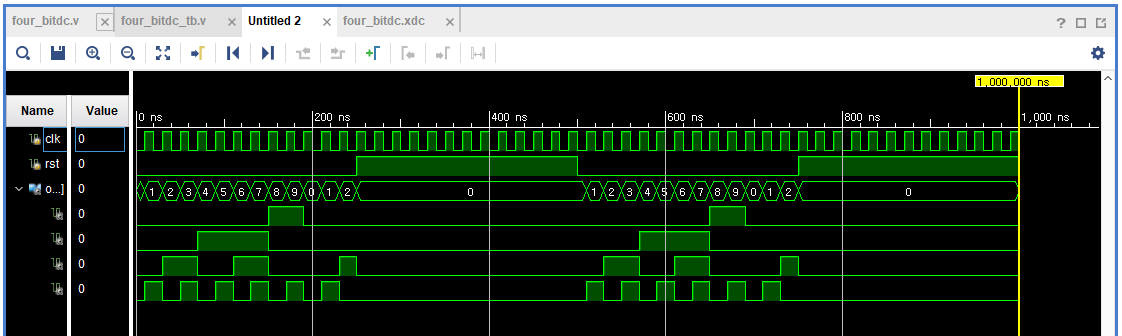 four_bitdc.v × four_bitdc_tb.v × Untitled 2 × four_bitdc.xdc × ?
1,000,000 ns
Name Value
0 ns 200 ns 400 ns 600 ns 800 ns 1,000 ns
clk 0
rst 0
o...] 0 1 2 3 4 5 6 7 8 9 0 1 2 0 1 2 3 4 5 6 7 8 9 0 1 2 0
0
0
0
0